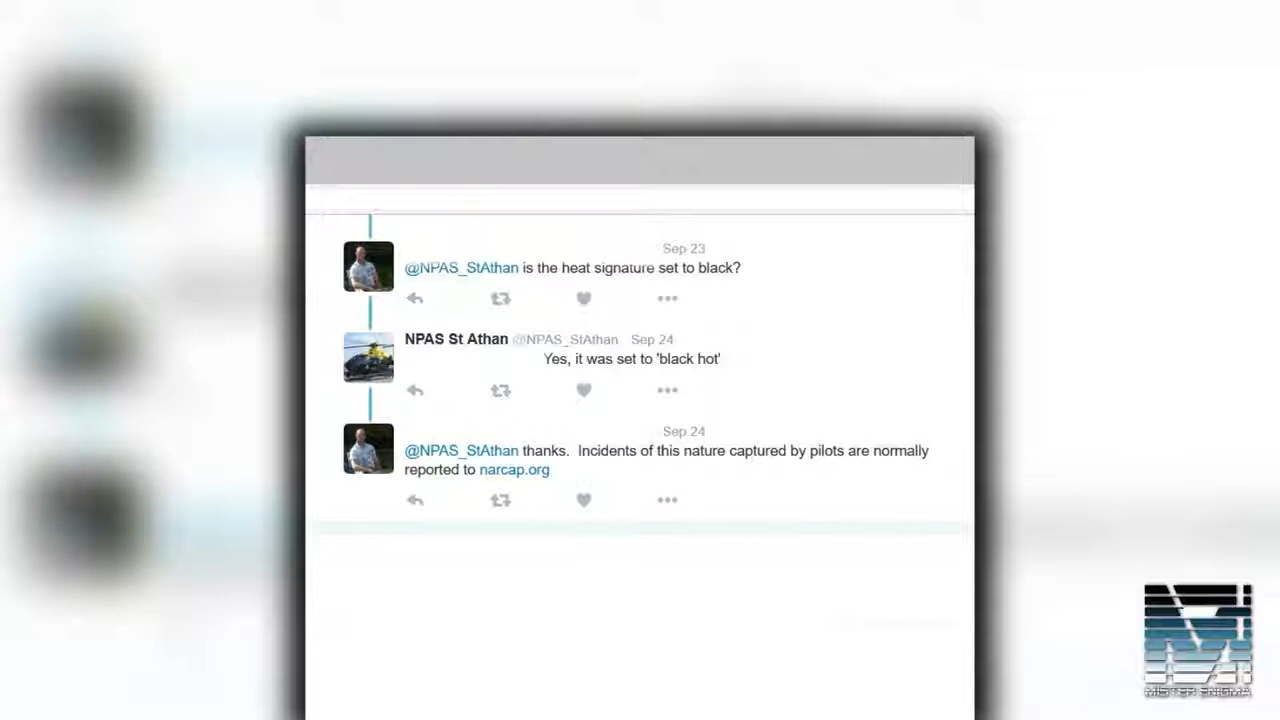 Sep 23
@NPAS_StAthan is the heat signature set to black?
NPAS St Athan @NPAS_StAthan Sep 24
Yes, it was set to 'black hot'
Sep 24
@NPAS_StAthan thanks. Incidents of this nature captured by pilots are normally
reported to narcap.org
MISTER ENIGMA